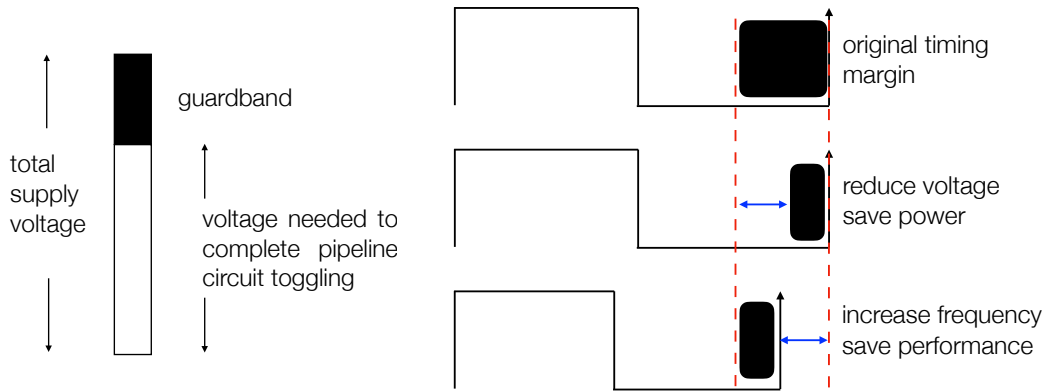 total
supply
voltage
guardband
voltage needed to
complete pipeline
circuit toggling
original timing
margin
reduce voltage
save power
increase frequency
save performance